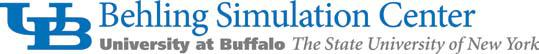 UB Behling Simulation Center
University at Buffalo The State University of New York